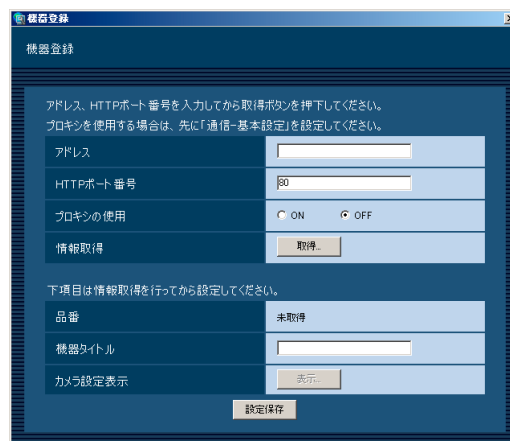 機器登録
機器登録
アドレス、HTTPポート番号を入力してから取得ボタンを押下してください。
プロキシを使用する場合は、先に「通信-基本設定」を設定してください。
アドレス
HTTPポート番号 80
プロキシの使用 ON OFF
情報取得 取得...
下項目は情報取得を行ってから設定してください。
品番 未取得
機器タイトル
カメラ設定表示 表示...
設定保存